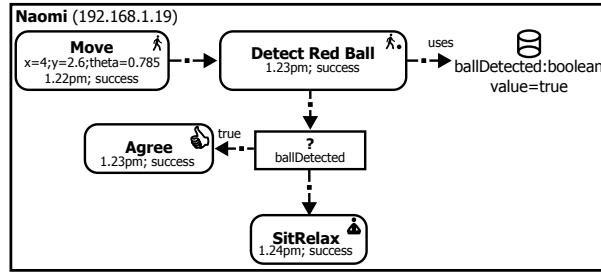 Naomi (192.168.1.19)
Move
x=4;y=2.6;theta=0.785
1.22pm; success
Detect Red Ball
1.23pm; success
uses
ballDetected:boolean
value=true
Agree
1.23pm; success
true
?
ballDetected
SitRelax
1.24pm; success